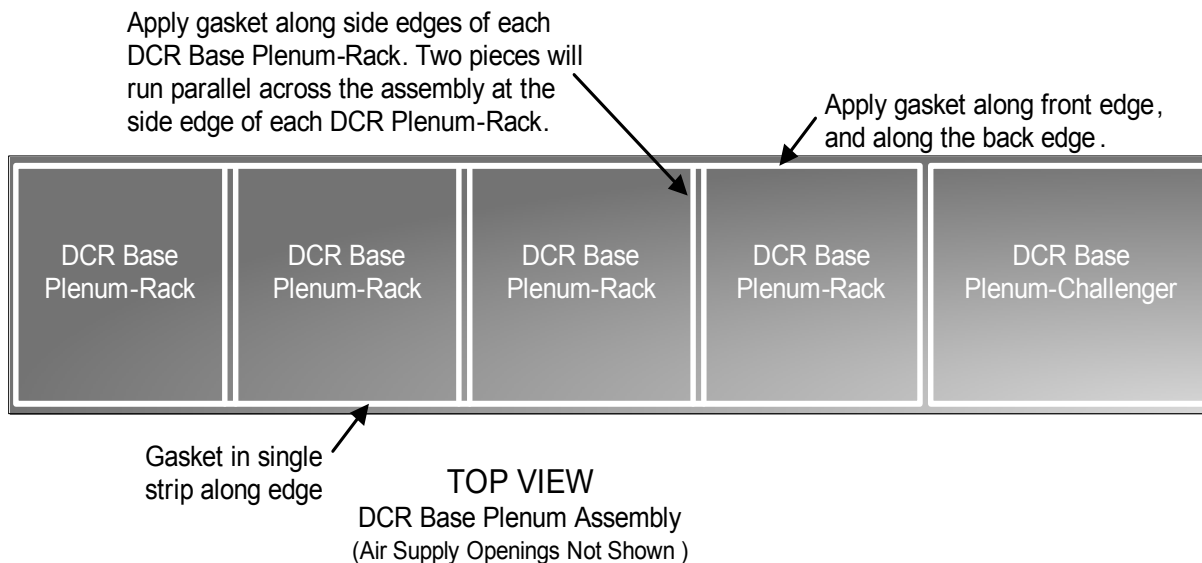 Apply gasket along side edges of each
DCR Base Plenum-Rack. Two pieces will
run parallel across the assembly at the
side edge of each DCR Plenum-Rack.
Apply gasket along front edge,
and along the back edge.
DCR Base
Plenum-Rack
DCR Base
Plenum-Rack
DCR Base
Plenum-Rack
DCR Base
Plenum-Rack
DCR Base
Plenum-Challenger
Gasket in single
strip along edge
TOP VIEW
DCR Base Plenum Assembly
(Air Supply Openings Not Shown )